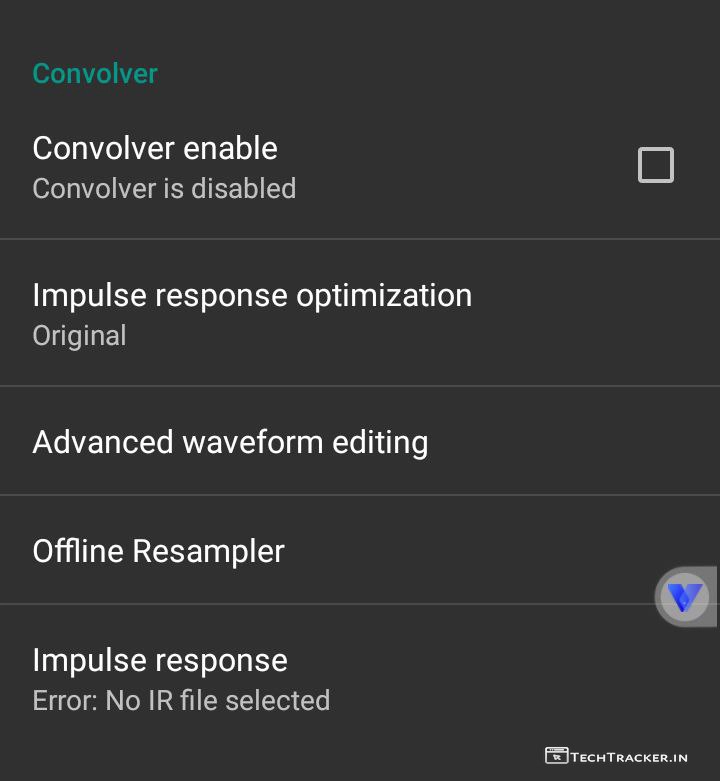 Convolver
Convolver enable
Convolver is disabled
Impulse response optimization
Original
Advanced waveform editing
Offline Resampler
Impulse response
Error: No IR file selected
TECHTRACKER.IN